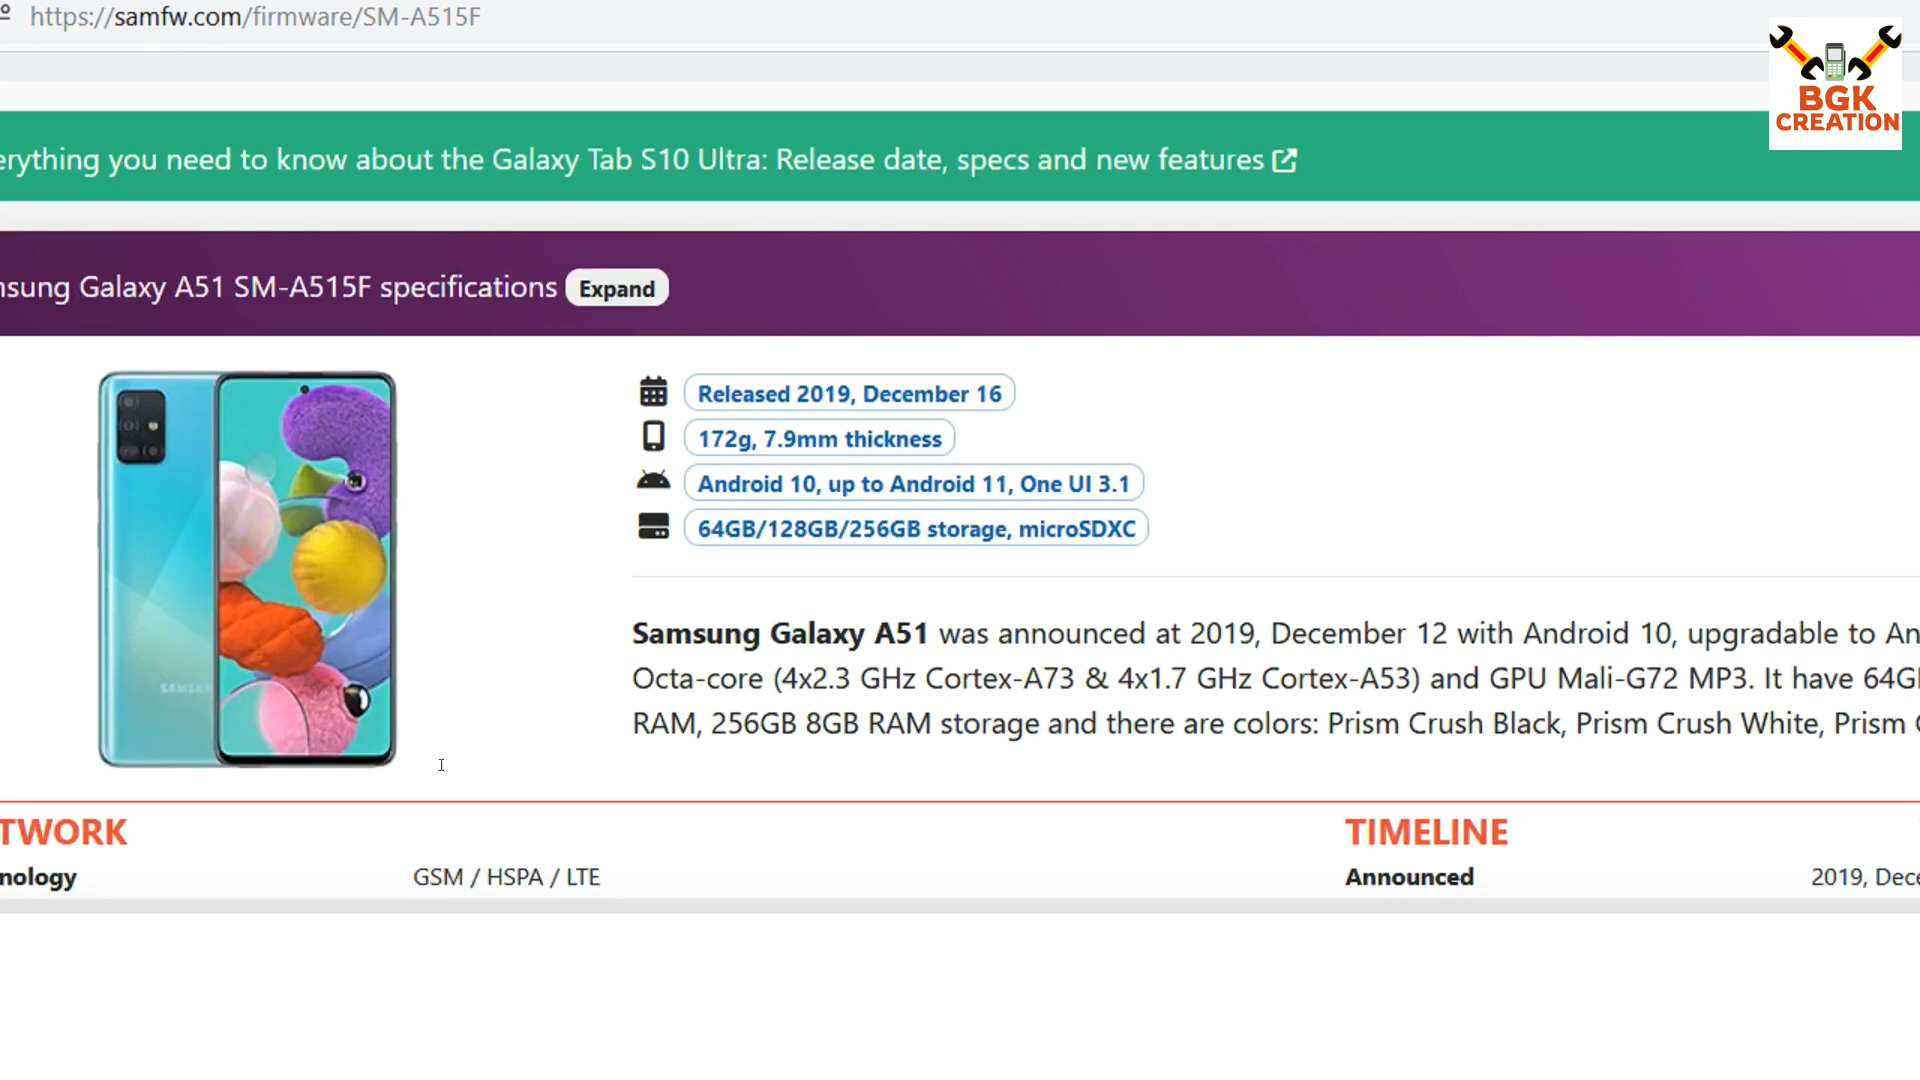 https://samfw.com/firmware/SM-A515F
BGK
CREATION
erything you need to know about the Galaxy Tab S10 Ultra: Release date, specs and new features
nsung Galaxy A51 SM-A515F specifications Expand
Released 2019, December 16
172g, 7.9mm thickness
Android 10, up to Android 11, One UI 3.1
64GB/128GB/256GB storage, microSDXC
SAMSUN
Samsung Galaxy A51 was announced at 2019, December 12 with Android 10, upgradable to An
Octa-core (4x2.3 GHz Cortex-A73 & 4x1.7 GHz Cortex-A53) and GPU Mali-G72 MP3. It have 64G
RAM, 256GB 8GB RAM storage and there are colors: Prism Crush Black, Prism Crush White, Prism
TWORK
TIMELINE
nology GSM / HSPA / LTE
Announced 2019, Dece